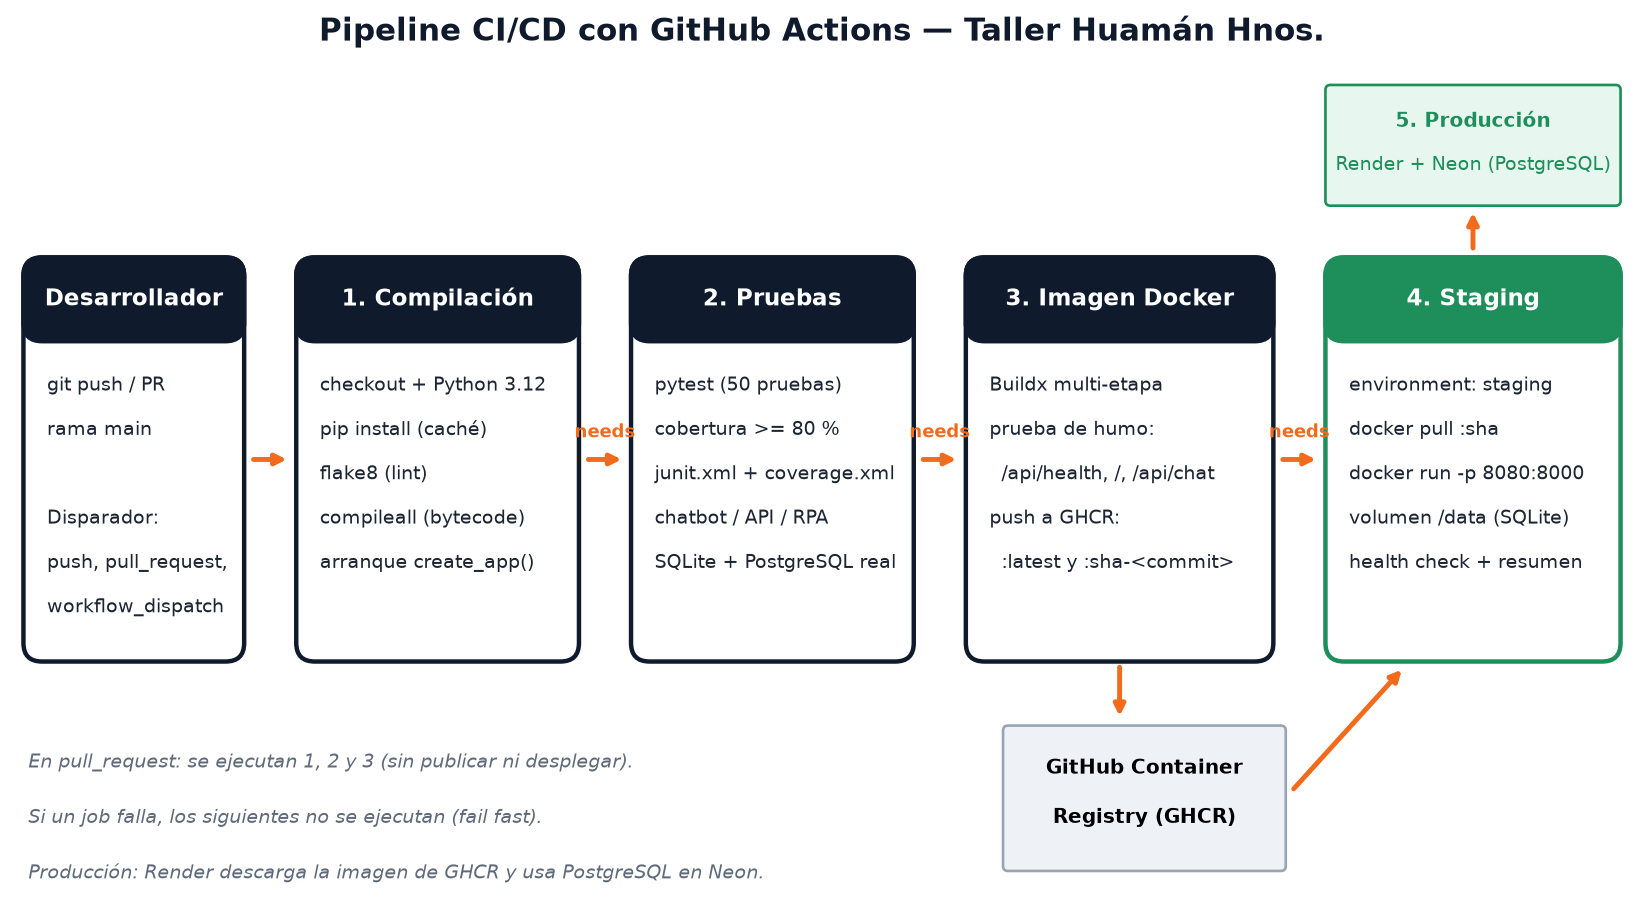 Pipeline CI/CD con GitHub Actions — Taller Huamán Hnos.
5. Producción
Render + Neon (PostgreSQL)
Desarrollador
git push / PR
rama main
Disparador:
push, pull_request,
workflow_dispatch
1. Compilación
checkout + Python 3.12
pip install (caché)
flake8 (lint)
compileall (bytecode)
arranque create_app()
needs
2. Pruebas
pytest (50 pruebas)
cobertura >= 80 %
junit.xml + coverage.xml
chatbot / API / RPA
SQLite + PostgreSQL real
needs
3. Imagen Docker
Buildx multi-etapa
prueba de humo:
/api/health, /, /api/chat
push a GHCR:
:latest y :sha-<commit>
needs
4. Staging
environment: staging
docker pull :sha
docker run -p 8080:8000
volumen /data (SQLite)
health check + resumen
GitHub Container
Registry (GHCR)
En pull_request: se ejecutan 1, 2 y 3 (sin publicar ni desplegar).
Si un job falla, los siguientes no se ejecutan (fail fast).
Producción: Render descarga la imagen de GHCR y usa PostgreSQL en Neon.